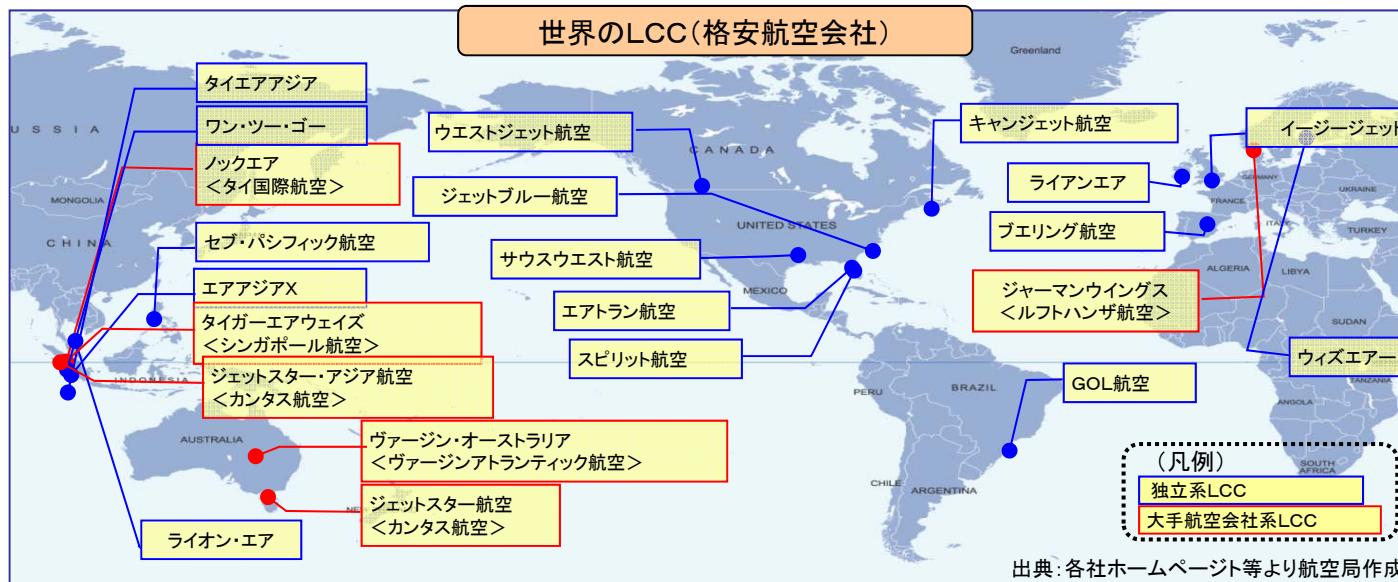 世界のLCC(格安航空会社)
Greenland
タイエアアジア
ワン・ツー・ゴー
ノックエア
<タイ国際航空>
セブ・パシフィック航空
エアアジアX
タイガーエアウェイズ
<シンガポール航空>
ジェットスター・アジア航空
<カンタス航空>
ヴァージン・オーストラリア
<ヴァージンアトランティック航空>
ジェットスター航空
<カンタス航空>
ライオン・エア
ウエストジェット航空
ジェットブルー航空
サウスウエスト航空
エアトラン航空
スピリット航空
キャンジェット航空
イージージェット
ライアンエア
ブエリング航空
ジャーマンウイングス
<ルフトハンザ航空>
ウィズエアー
GOL航空
RUSSIA
MONGOLIA
CHINA
INDONESIA
AUSTRALIA
CANADA
UNITED STATES
MEXICO
PERU
BRAZIL
CHILE
ARGENTINA
GERMANY
FRANCE
UKRAINE
TURKEY
ALGERIA
LIBYA
SUDAN
TANZANIA
ANGOLA
SOUTH
AFRICA
(凡例)
独立系LCC
大手航空会社系LCC
出典:各社ホームページト等より航空局作成